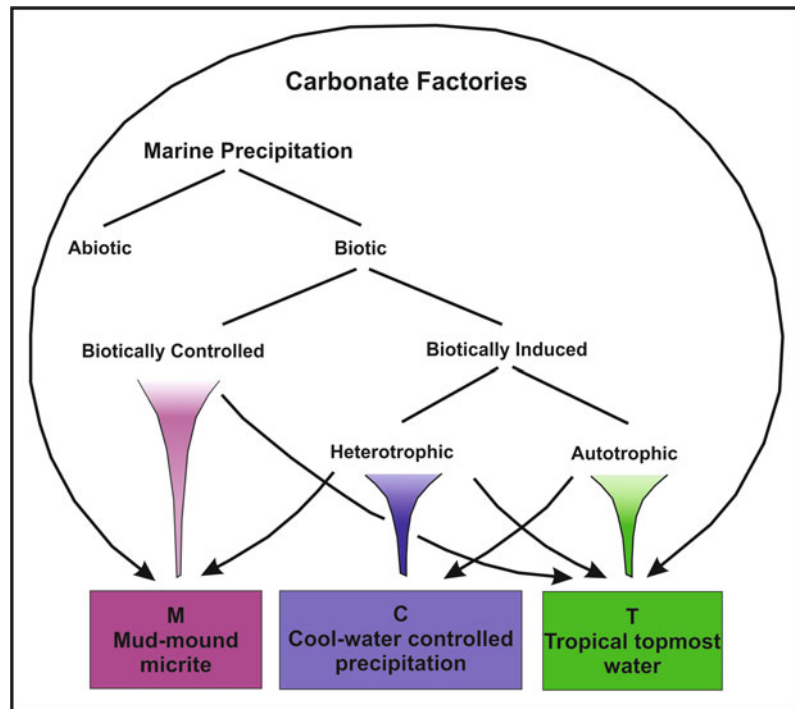 Carbonate Factories
Marine Precipitation
Abiotic
Biotic
Biotically Controlled
Biotically Induced
Heterotrophic
Autotrophic
M
Mud-mound
micrite
C
Cool-water controlled
precipitation
T
Tropical topmost
water